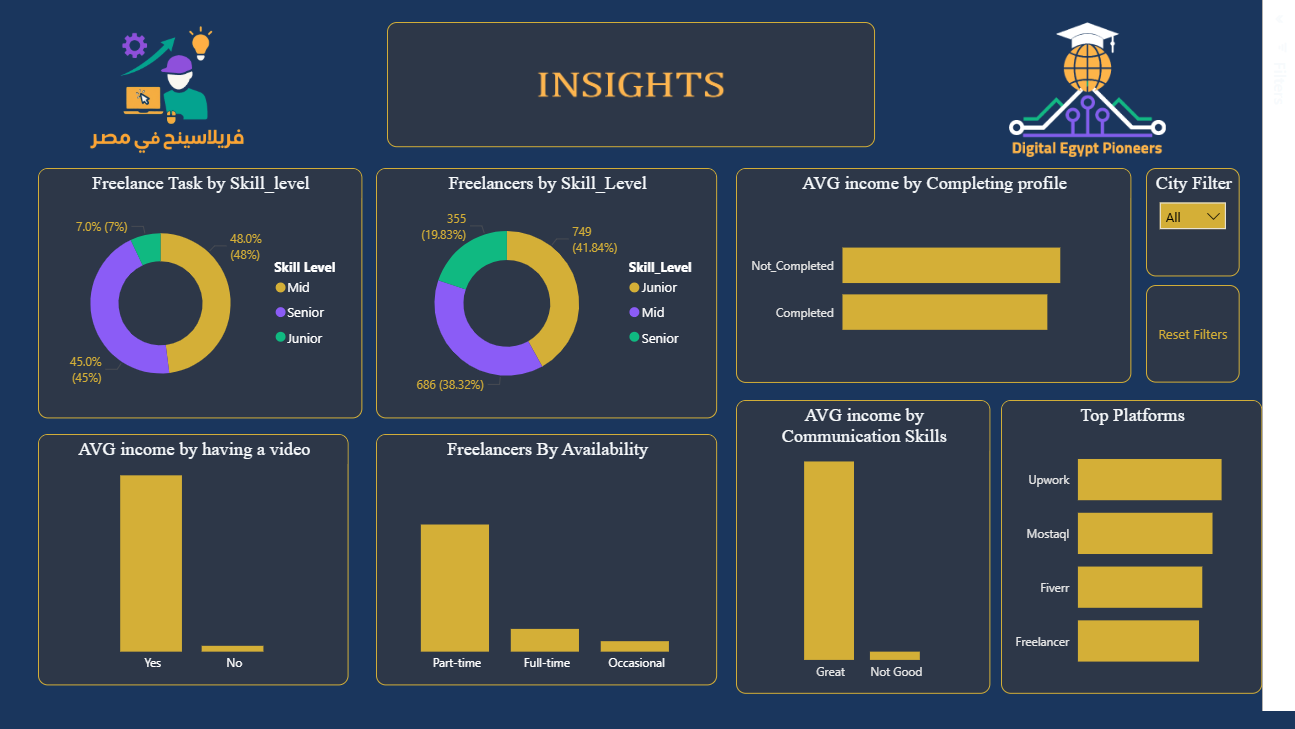 فريلاسينج في مصر
INSIGHTS
Digital Egypt Pioneers
Freelance Task by Skill_level
7.0% (7%)
48.0%
(48%)
45.0%
(45%)
Skill Level
Mid
Senior
Junior
Freelancers by Skill_Level
355
(19.83%)
749
(41.84%)
686 (38.32%)
Skill_Level
Junior
Mid
Senior
AVG income by Completing profile
Not_Completed
Completed
City Filter
All
Reset Filters
AVG income by having a video
Yes
No
Freelancers By Availability
Part-time
Full-time
Occasional
AVG income by
Communication Skills
Great
Not Good
Top Platforms
Upwork
Mostaql
Fiverr
Freelancer
Filters